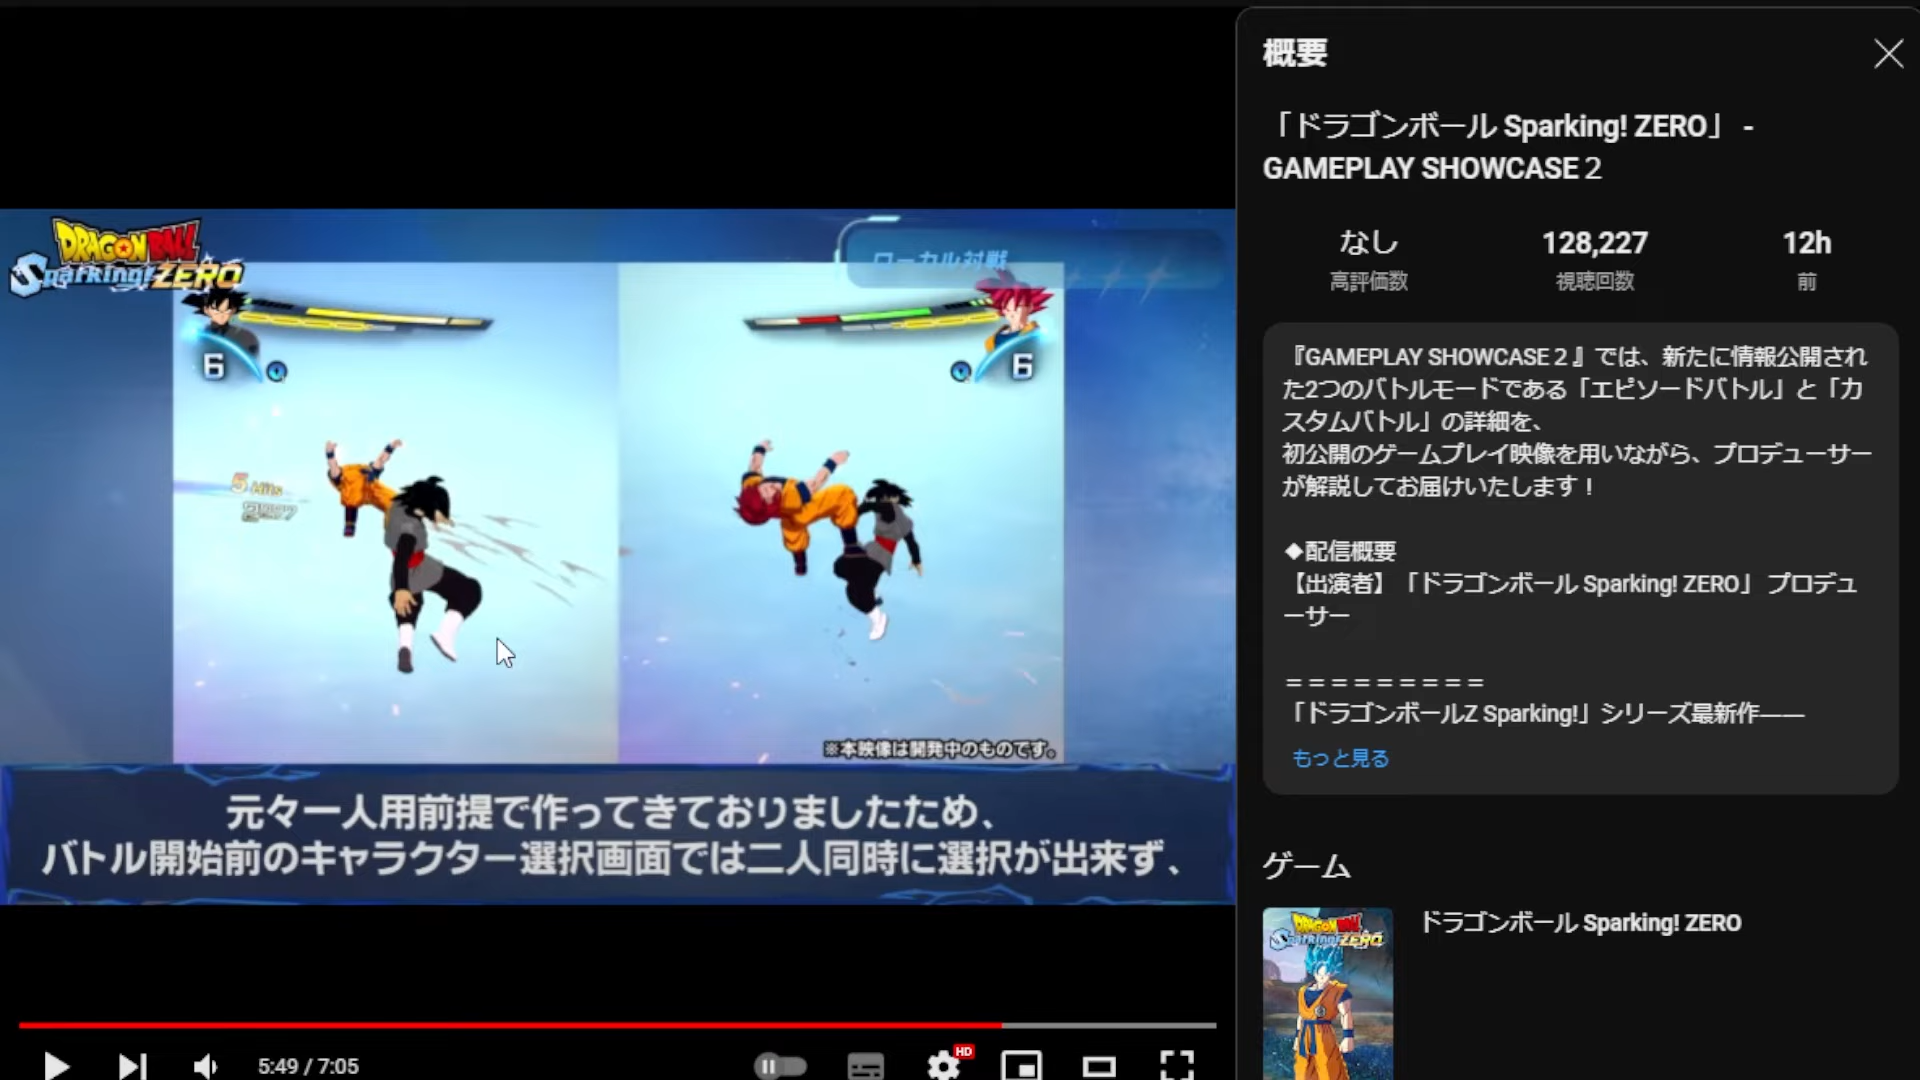 DRAGON BALL
Sparking! ZERO
ローカル対戦
6
6
5 Hits
※本映像は開発中のものです。
元々一人用前提で作ってきておりましたため、
バトル開始前のキャラクター選択画面では二人同時に選択が出来ず、
5:49 / 7:05
HD
概要
「ドラゴンボール Sparking! ZERO」 -
GAMEPLAY SHOWCASE２
なし
高評価数
128,227
視聴回数
12h
前
『GAMEPLAY SHOWCASE２』では、新たに情報公開され
た2つのバトルモードである「エピソードバトル」と「カ
スタムバトル」の詳細を、
初公開のゲームプレイ映像を用いながら、プロデューサー
が解説してお届けいたします！
◆配信概要
【出演者】「ドラゴンボール Sparking! ZERO」 プロデュ
ーサー
＝＝＝＝＝＝＝＝＝
「ドラゴンボールZ Sparking!」シリーズ最新作――
もっと見る
ゲーム
DRAGON BALL
Sparking! ZERO
ドラゴンボール Sparking! ZERO